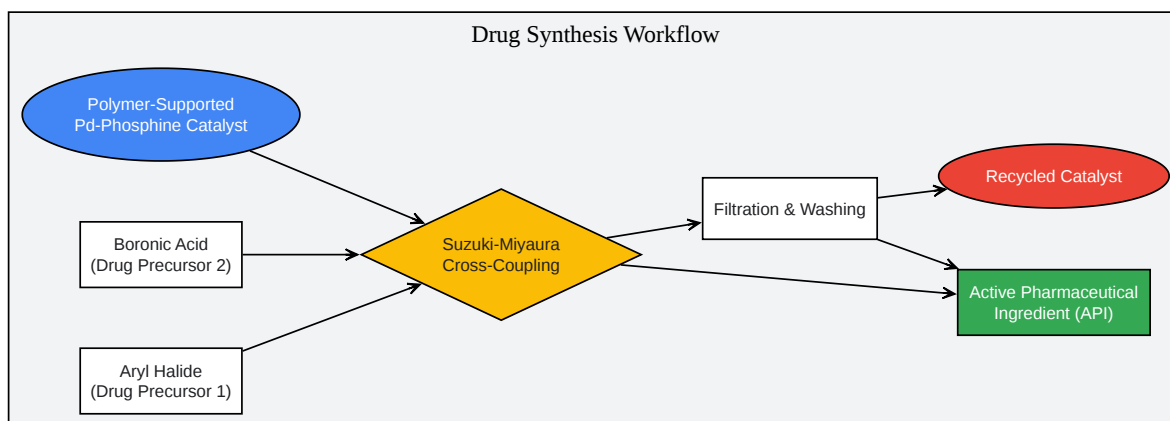 Drug Synthesis Workflow
Polymer-Supported
Pd-Phosphine Catalyst
Boronic Acid
(Drug Precursor 2)
Aryl Halide
(Drug Precursor 1)
Suzuki-Miyaura
Cross-Coupling
Filtration & Washing
Recycled Catalyst
Active Pharmaceutical
Ingredient (API)